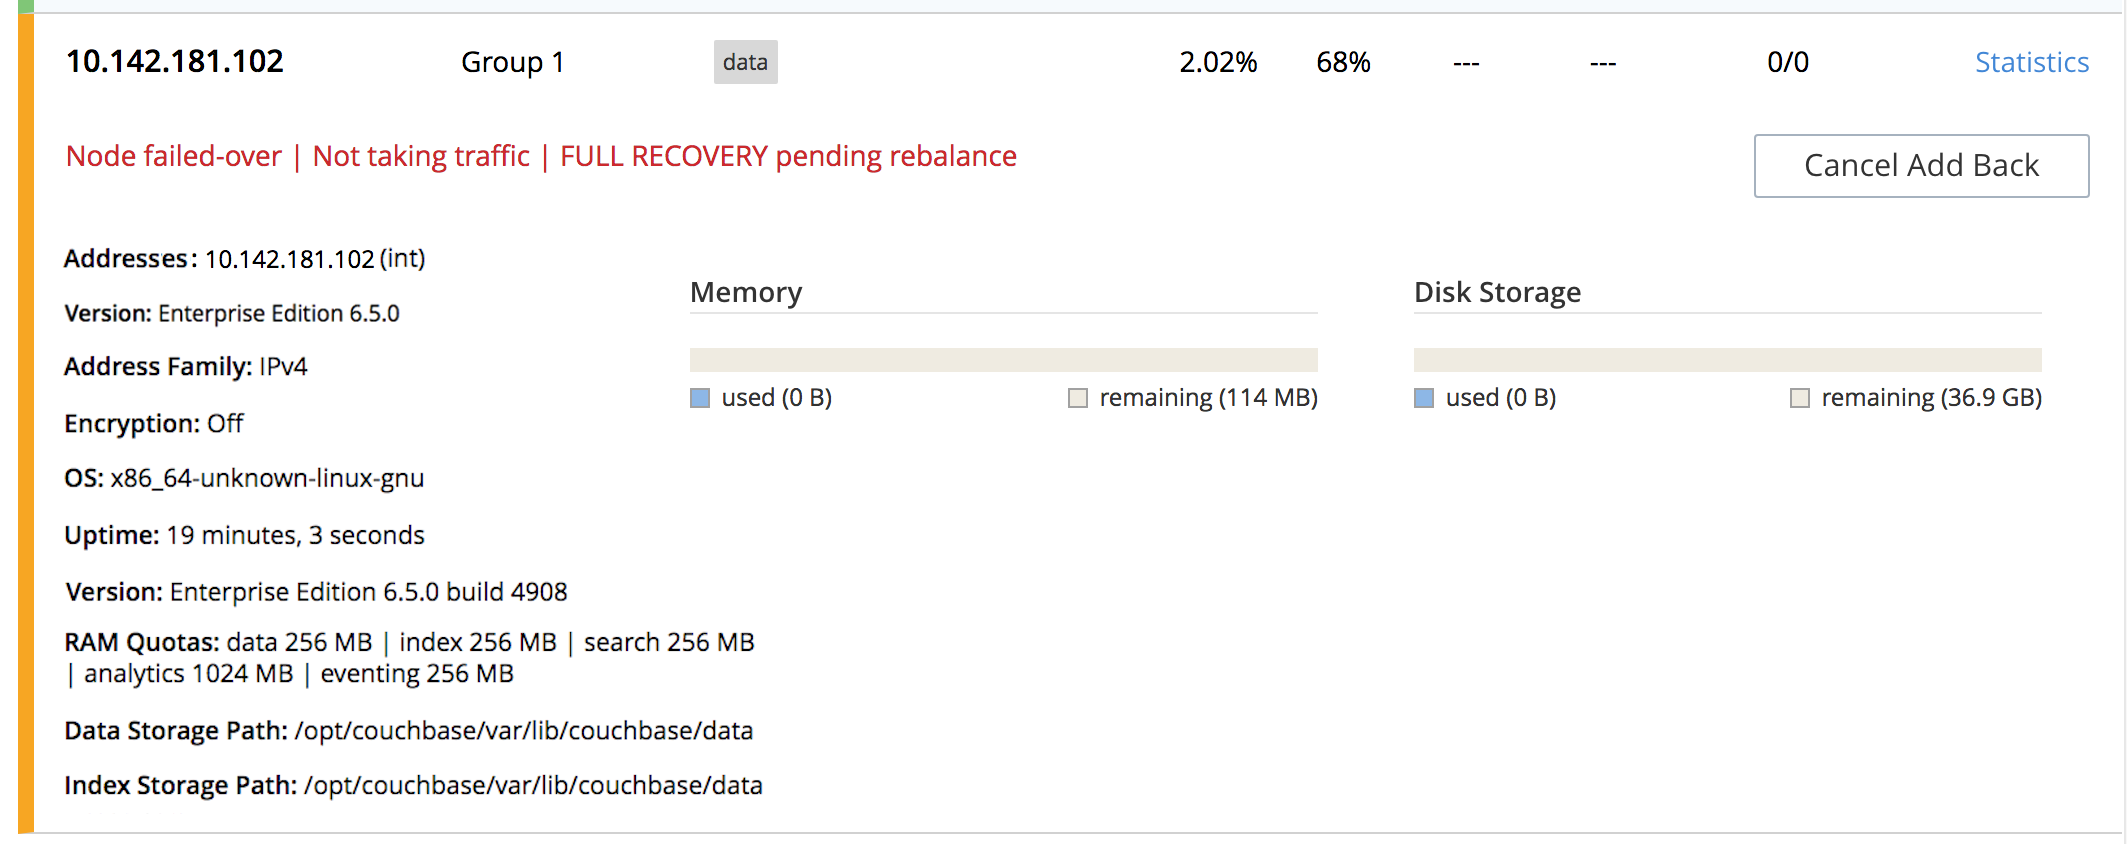 10.142.181.102 Group 1 data 2.02% 68% --- --- 0/0 Statistics
Node failed-over | Not taking traffic | FULL RECOVERY pending rebalance
Cancel Add Back
Addresses: 10.142.181.102 (int)
Version: Enterprise Edition 6.5.0
Address Family: IPv4
Encryption: Off
OS: x86_64-unknown-linux-gnu
Uptime: 19 minutes, 3 seconds
Version: Enterprise Edition 6.5.0 build 4908
RAM Quotas: data 256 MB | index 256 MB | search 256 MB
| analytics 1024 MB | eventing 256 MB
Data Storage Path: /opt/couchbase/var/lib/couchbase/data
Index Storage Path: /opt/couchbase/var/lib/couchbase/data
Memory
used (0 B) remaining (114 MB)
Disk Storage
used (0 B) remaining (36.9 GB)